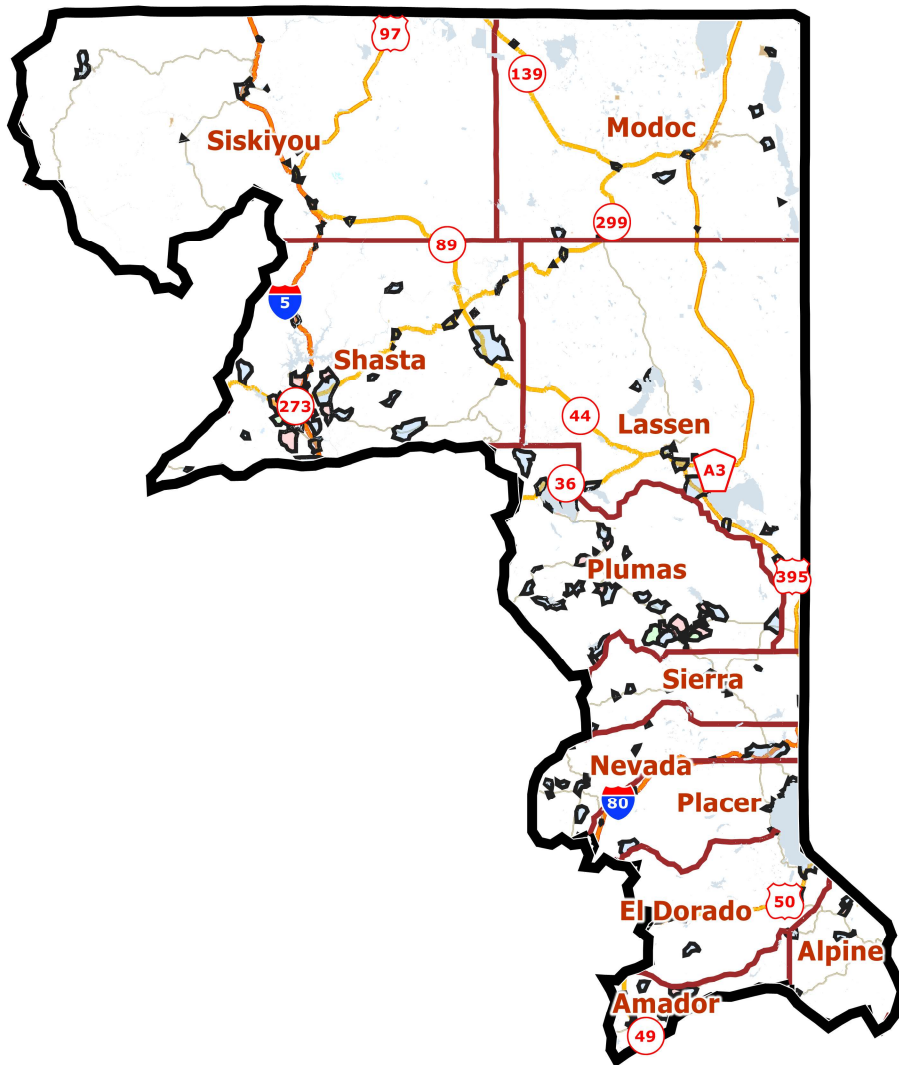 97
139
Siskiyou
Modoc
299
89
5
Shasta
273
44
Lassen
A3
36
Plumas
395
Sierra
Nevada
80
Placer
50
El Dorado
Alpine
Amador
49